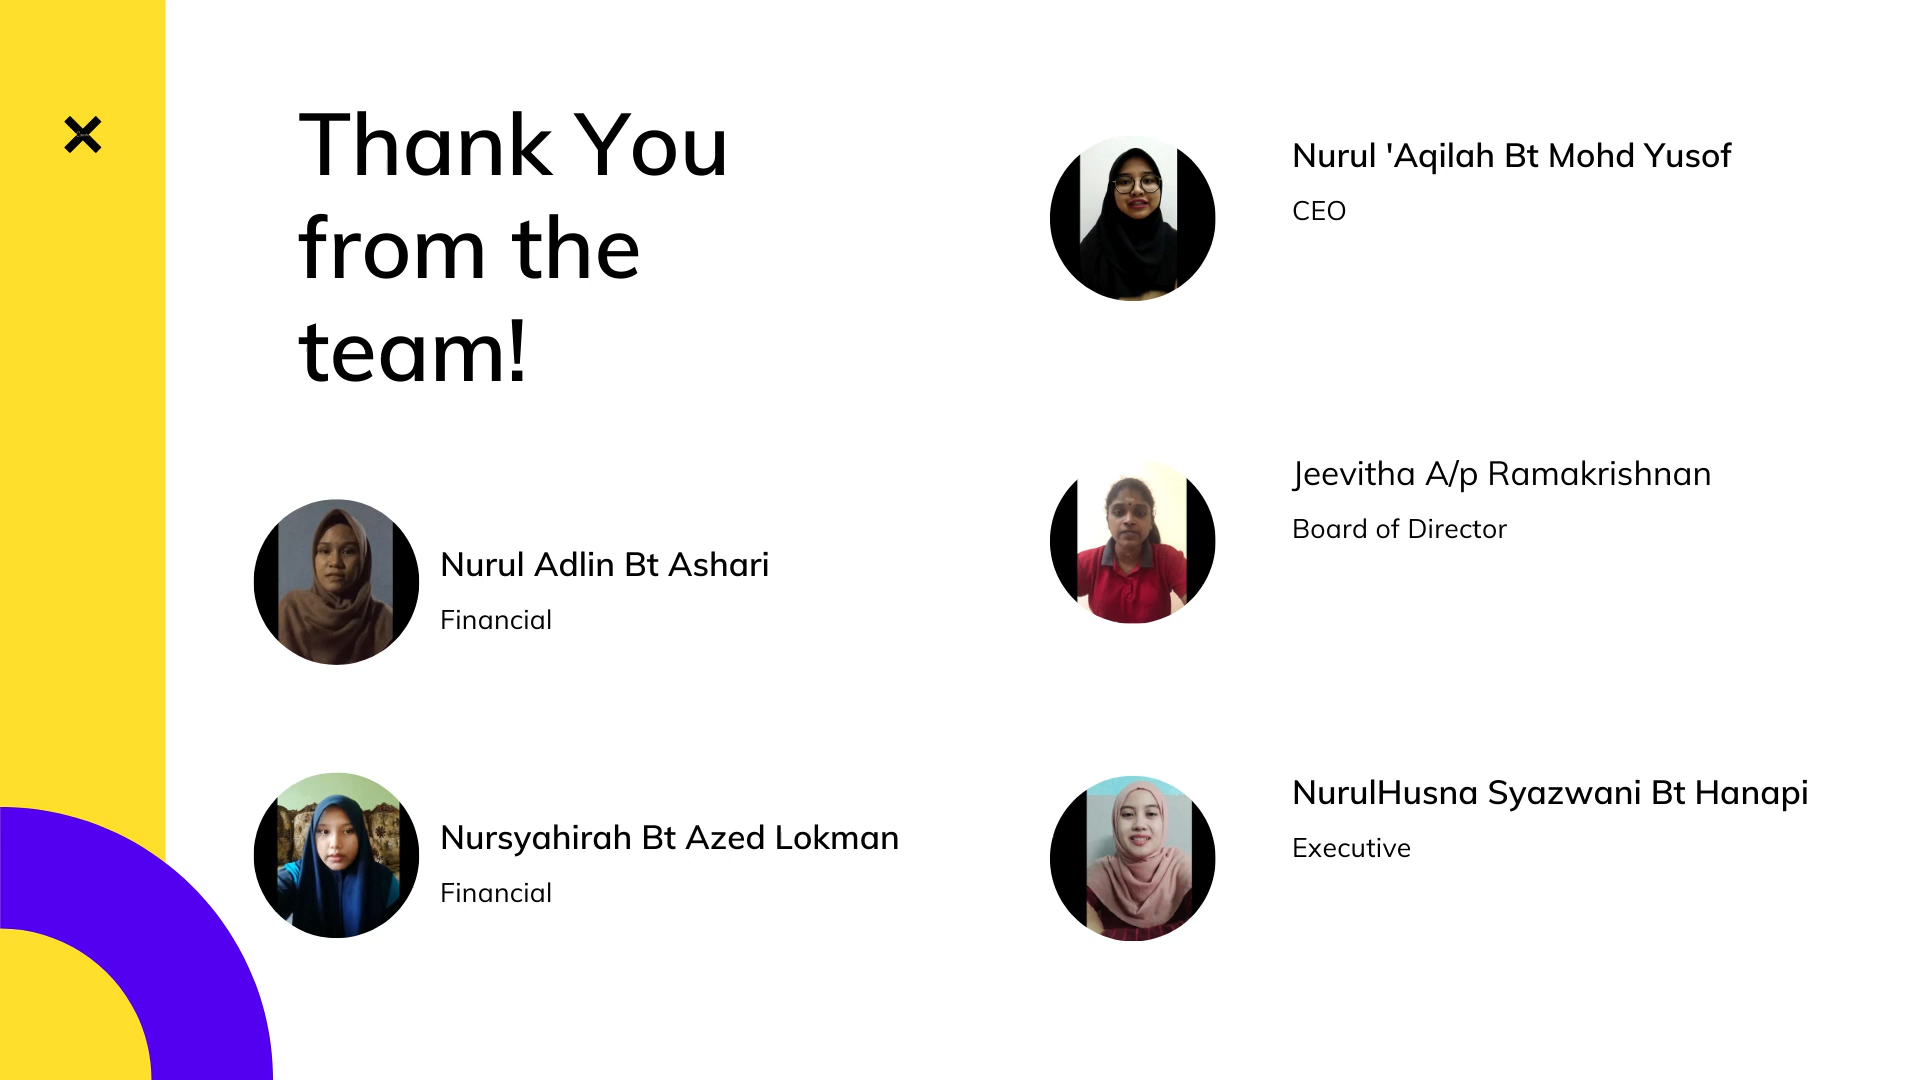 Thank You
from the
team!
Nurul Adlin Bt Ashari
Financial
Nursyahirah Bt Azed Lokman
Financial
Nurul 'Aqilah Bt Mohd Yusof
CEO
Jeevitha A/p Ramakrishnan
Board of Director
NurulHusna Syazwani Bt Hanapi
Executive